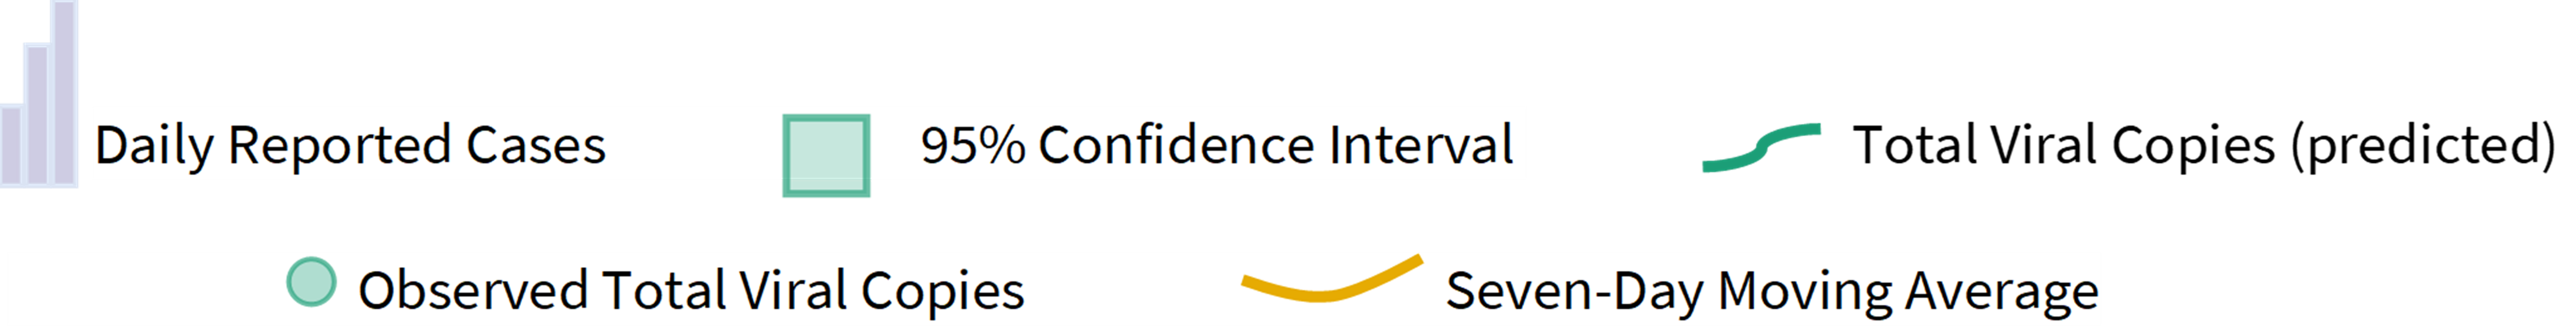 Daily Reported Cases 95% Confidence Interval Total Viral Copies (predicted)
Observed Total Viral Copies Seven-Day Moving Average